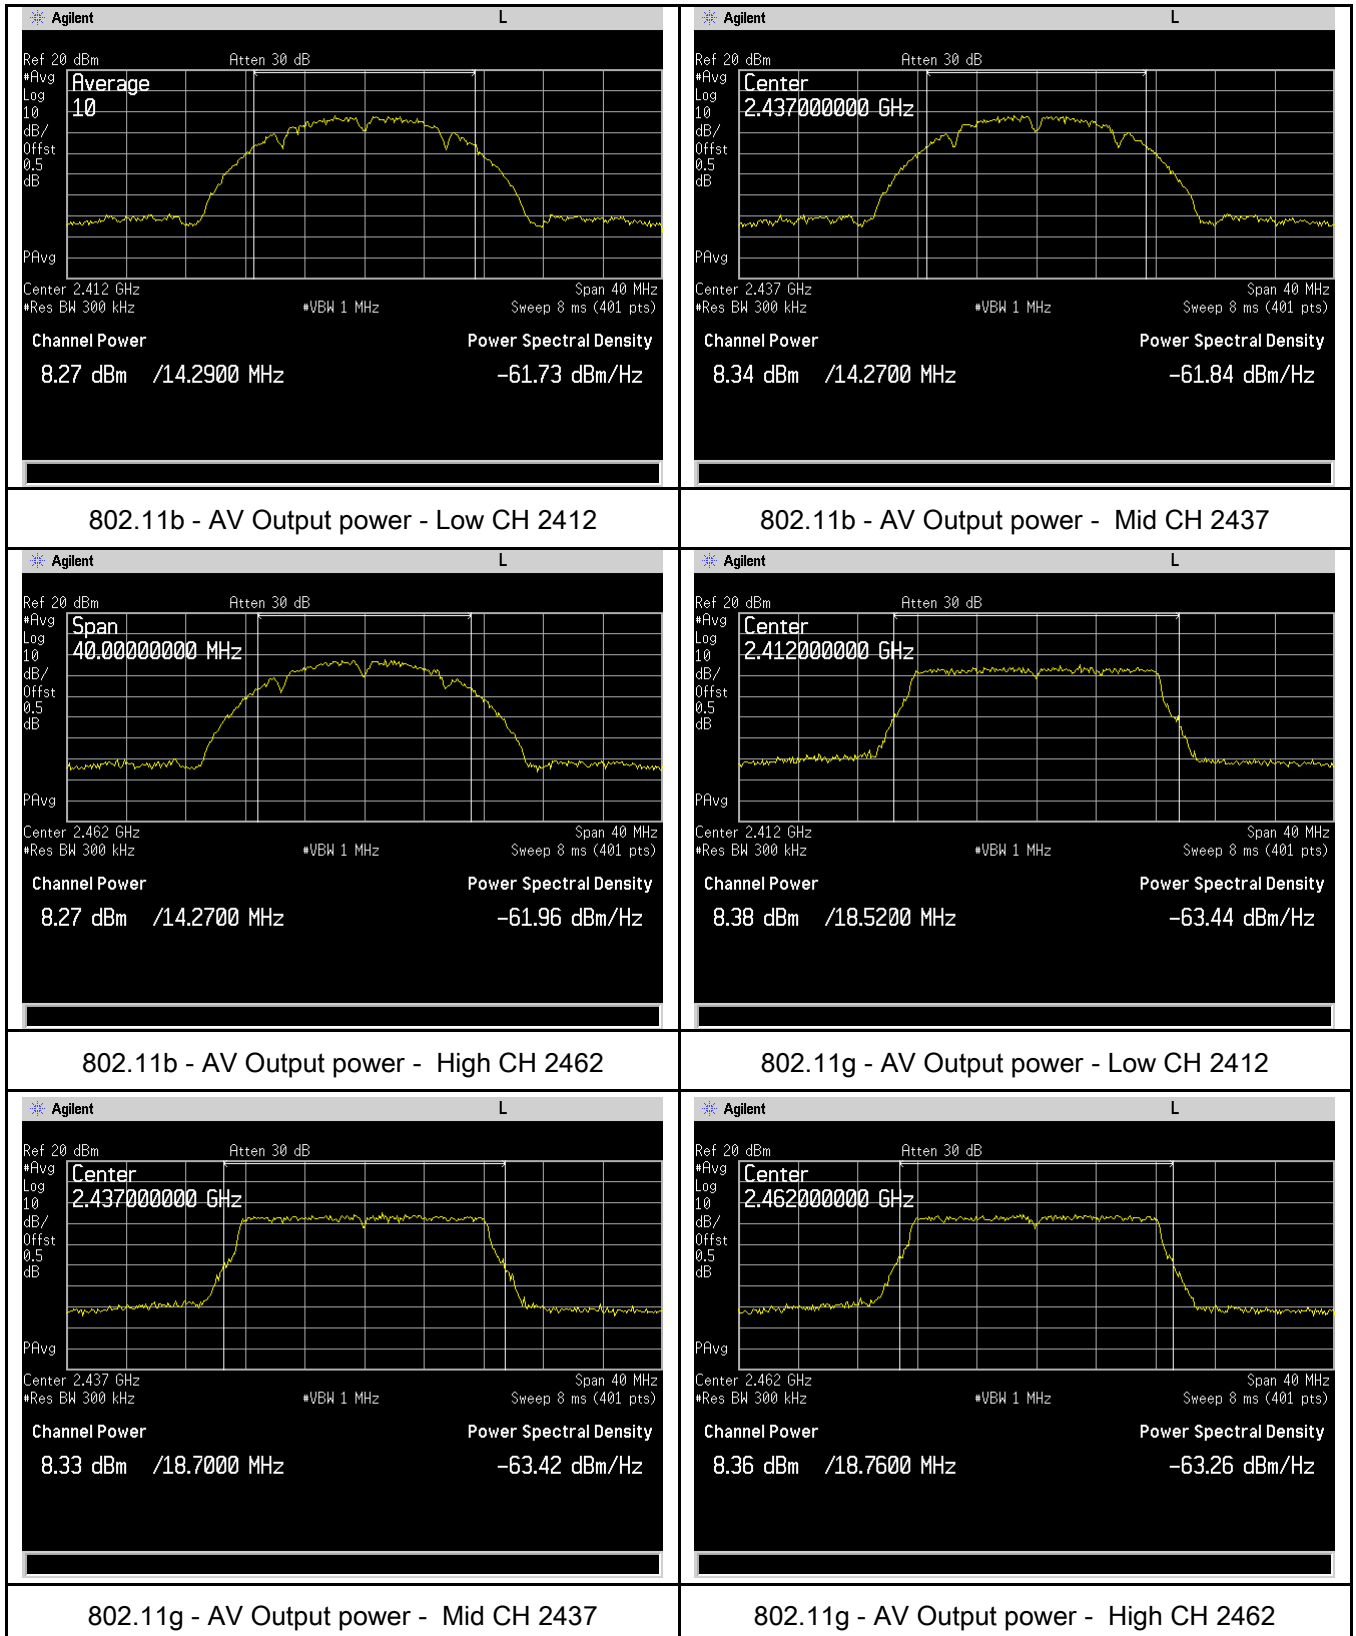 Agilent L
Ref 20 dBm Atten 30 dB
#Avg
Log
10
dB/
Offst
0.5
dB
PAvg
Average
10
Center 2.412 GHz Span 40 MHz
#Res BW 300 kHz #VBW 1 MHz Sweep 8 ms (401 pts)
Channel Power Power Spectral Density
8.27 dBm /14.2900 MHz -61.73 dBm/Hz
802.11b - AV Output power - Low CH 2412
Agilent L
Ref 20 dBm Atten 30 dB
#Avg
Log
10
dB/
Offst
0.5
dB
PAvg
Center
2.437000000 GHz
Center 2.437 GHz Span 40 MHz
#Res BW 300 kHz #VBW 1 MHz Sweep 8 ms (401 pts)
Channel Power Power Spectral Density
8.34 dBm /14.2700 MHz -61.84 dBm/Hz
802.11b - AV Output power - Mid CH 2437
Agilent L
Ref 20 dBm Atten 30 dB
#Avg
Log
10
dB/
Offst
0.5
dB
PAvg
Span
40.00000000 MHz
Center 2.462 GHz Span 40 MHz
#Res BW 300 kHz #VBW 1 MHz Sweep 8 ms (401 pts)
Channel Power Power Spectral Density
8.27 dBm /14.2700 MHz -61.96 dBm/Hz
802.11b - AV Output power - High CH 2462
Agilent L
Ref 20 dBm Atten 30 dB
#Avg
Log
10
dB/
Offst
0.5
dB
PAvg
Center
2.412000000 GHz
Center 2.412 GHz Span 40 MHz
#Res BW 300 kHz #VBW 1 MHz Sweep 8 ms (401 pts)
Channel Power Power Spectral Density
8.38 dBm /18.5200 MHz -63.44 dBm/Hz
802.11g - AV Output power - Low CH 2412
Agilent L
Ref 20 dBm Atten 30 dB
#Avg
Log
10
dB/
Offst
0.5
dB
PAvg
Center
2.437000000 GHz
Center 2.437 GHz Span 40 MHz
#Res BW 300 kHz #VBW 1 MHz Sweep 8 ms (401 pts)
Channel Power Power Spectral Density
8.33 dBm /18.7000 MHz -63.42 dBm/Hz
802.11g - AV Output power - Mid CH 2437
Agilent L
Ref 20 dBm Atten 30 dB
#Avg
Log
10
dB/
Offst
0.5
dB
PAvg
Center
2.462000000 GHz
Center 2.462 GHz Span 40 MHz
#Res BW 300 kHz #VBW 1 MHz Sweep 8 ms (401 pts)
Channel Power Power Spectral Density
8.36 dBm /18.7600 MHz -63.26 dBm/Hz
802.11g - AV Output power - High CH 2462